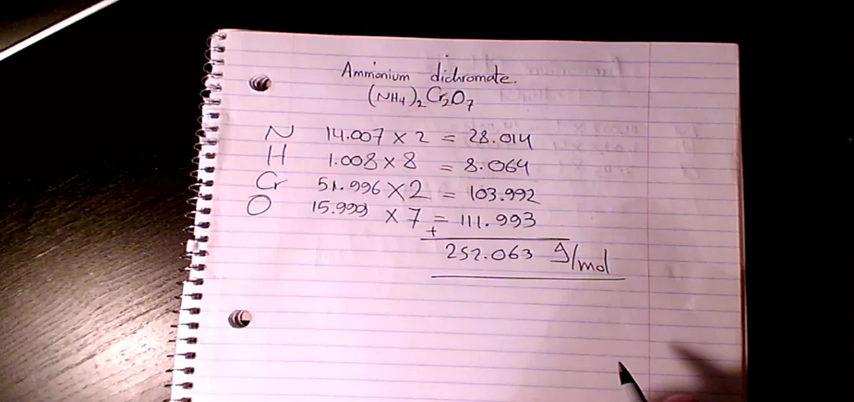 Ammonium dichromate.
(NH4)2Cr2O7
N 14.007 × 2 = 28.014
H 1.008 × 8 = 8.064
Cr 51.996 × 2 = 103.992
O 15.999 × 7 = 111.993
+
252.063 g/mol